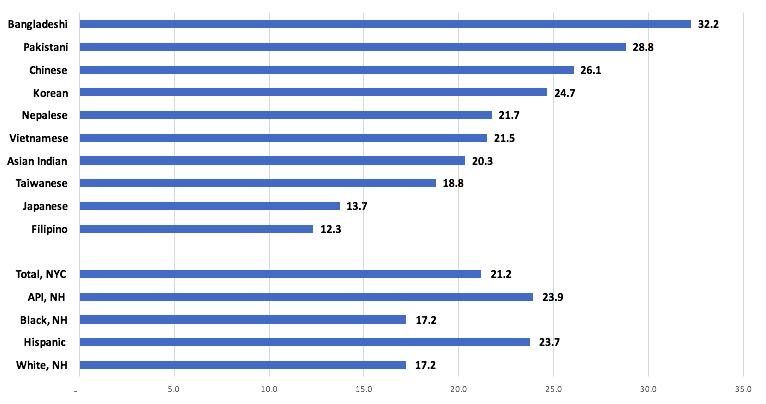 Bangladeshi 32.2
Pakistani 28.8
Chinese 26.1
Korean 24.7
Nepalese 21.7
Vietnamese 21.5
Asian Indian 20.3
Taiwanese 18.8
Japanese 13.7
Filipino 12.3
Total, NYC 21.2
API, NH 23.9
Black, NH 17.2
Hispanic 23.7
White, NH 17.2
- 5.0 10.0 15.0 20.0 25.0 30.0 35.0